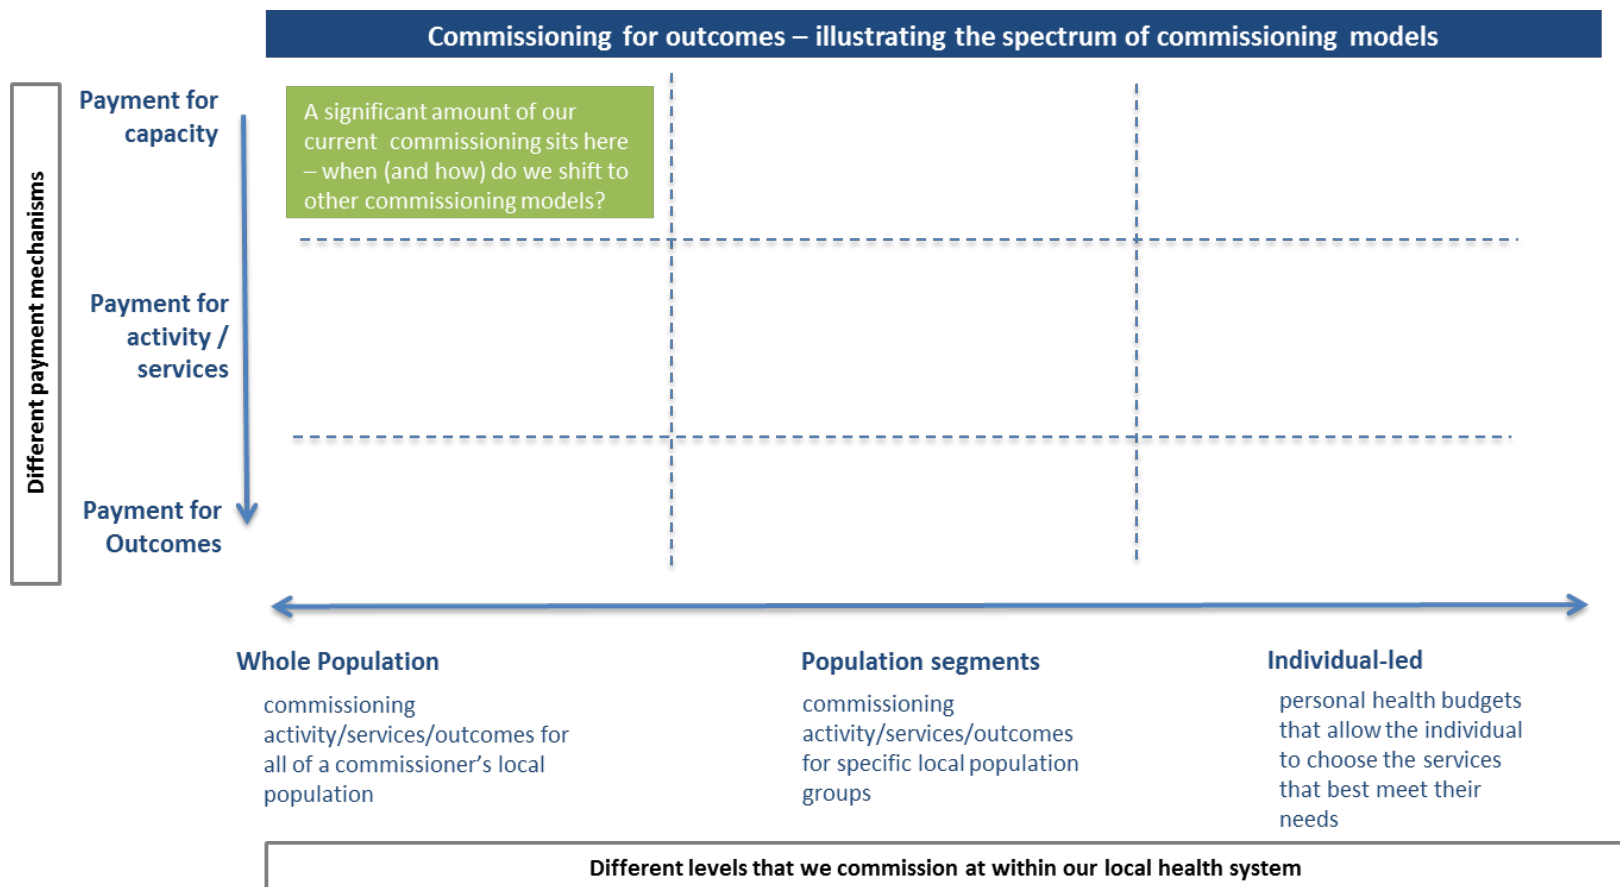 Commissioning for outcomes – illustrating the spectrum of commissioning models
Different payment mechanisms
Payment for
capacity
A significant amount of our
current commissioning sits here
– when (and how) do we shift to
other commissioning models?
Payment for
activity /
services
Payment for
Outcomes
Whole Population
commissioning
activity/services/outcomes for
all of a commissioner's local
population
Population segments
commissioning
activity/services/outcomes
for specific local population
groups
Individual-led
personal health budgets
that allow the individual
to choose the services
that best meet their
needs
Different levels that we commission at within our local health system